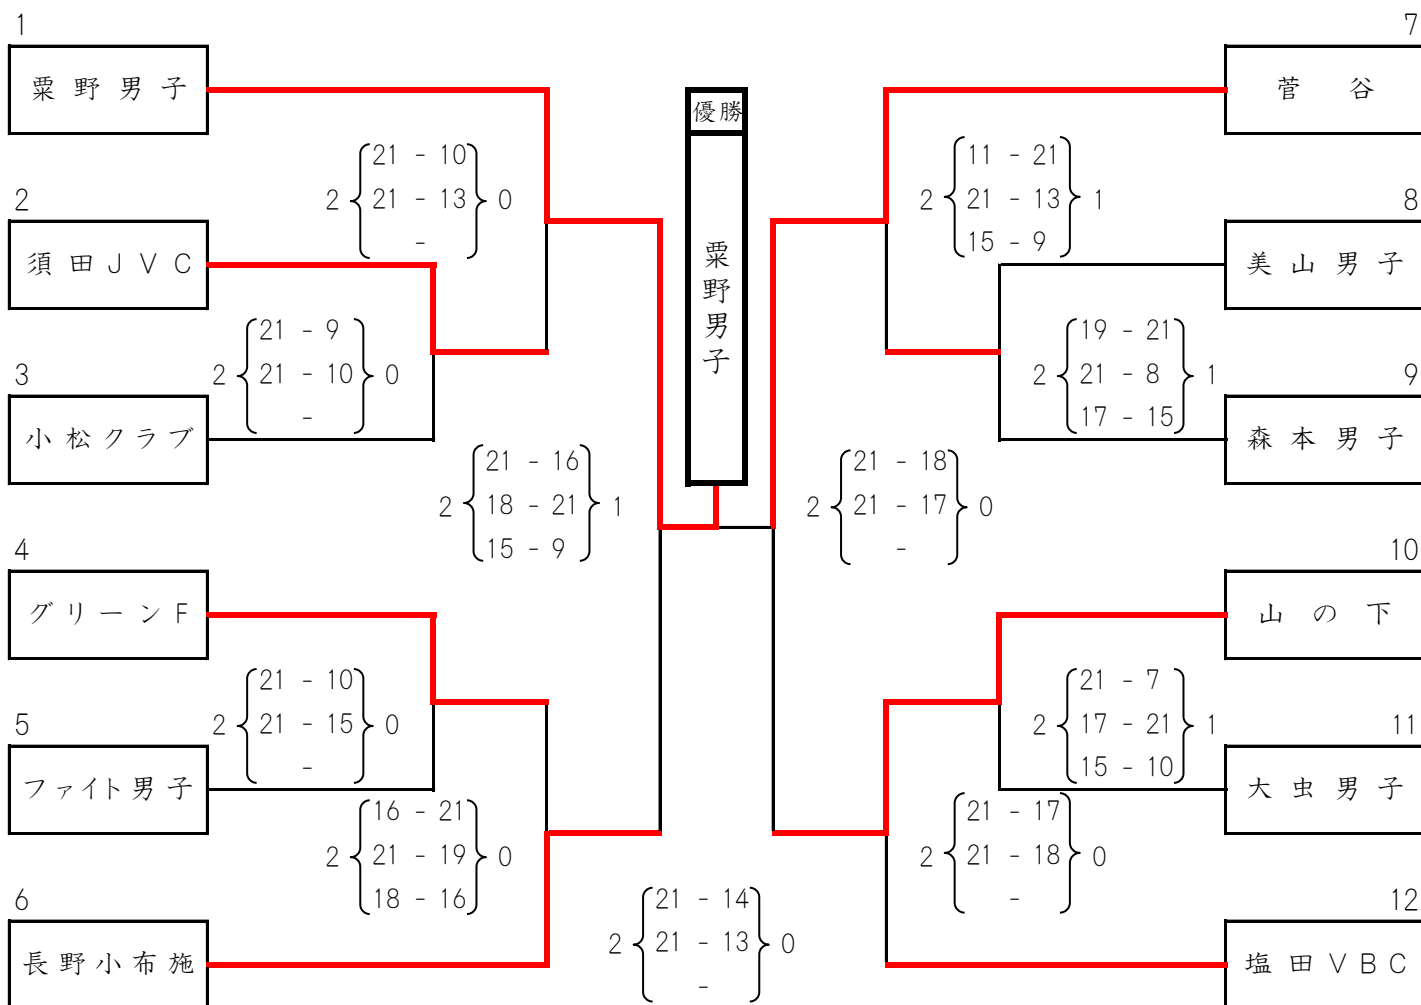 1
粟野男子
2
須田JVC
3
小松クラブ
4
グリーンF
5
ファイト男子
6
長野小布施
2 { 21 - 10 } 0
21 - 13
-
2 { 21 - 9 } 0
21 - 10
-
2 { 21 - 16 } 1
18 - 21
15 - 9
2 { 21 - 10 } 0
21 - 15
-
2 { 16 - 21 } 0
21 - 19
18 - 16
優勝
粟野男子
2 { 21 - 14 } 0
21 - 13
-
2 { 11 - 21 } 1
21 - 13
15 - 9
2 { 19 - 21 } 1
21 - 8
17 - 15
2 { 21 - 18 } 0
21 - 17
-
2 { 21 - 7 } 1
17 - 21
15 - 10
2 { 21 - 17 } 0
21 - 18
-
7
菅谷
8
美山男子
9
森本男子
10
山の下
11
大虫男子
12
塩田VBC